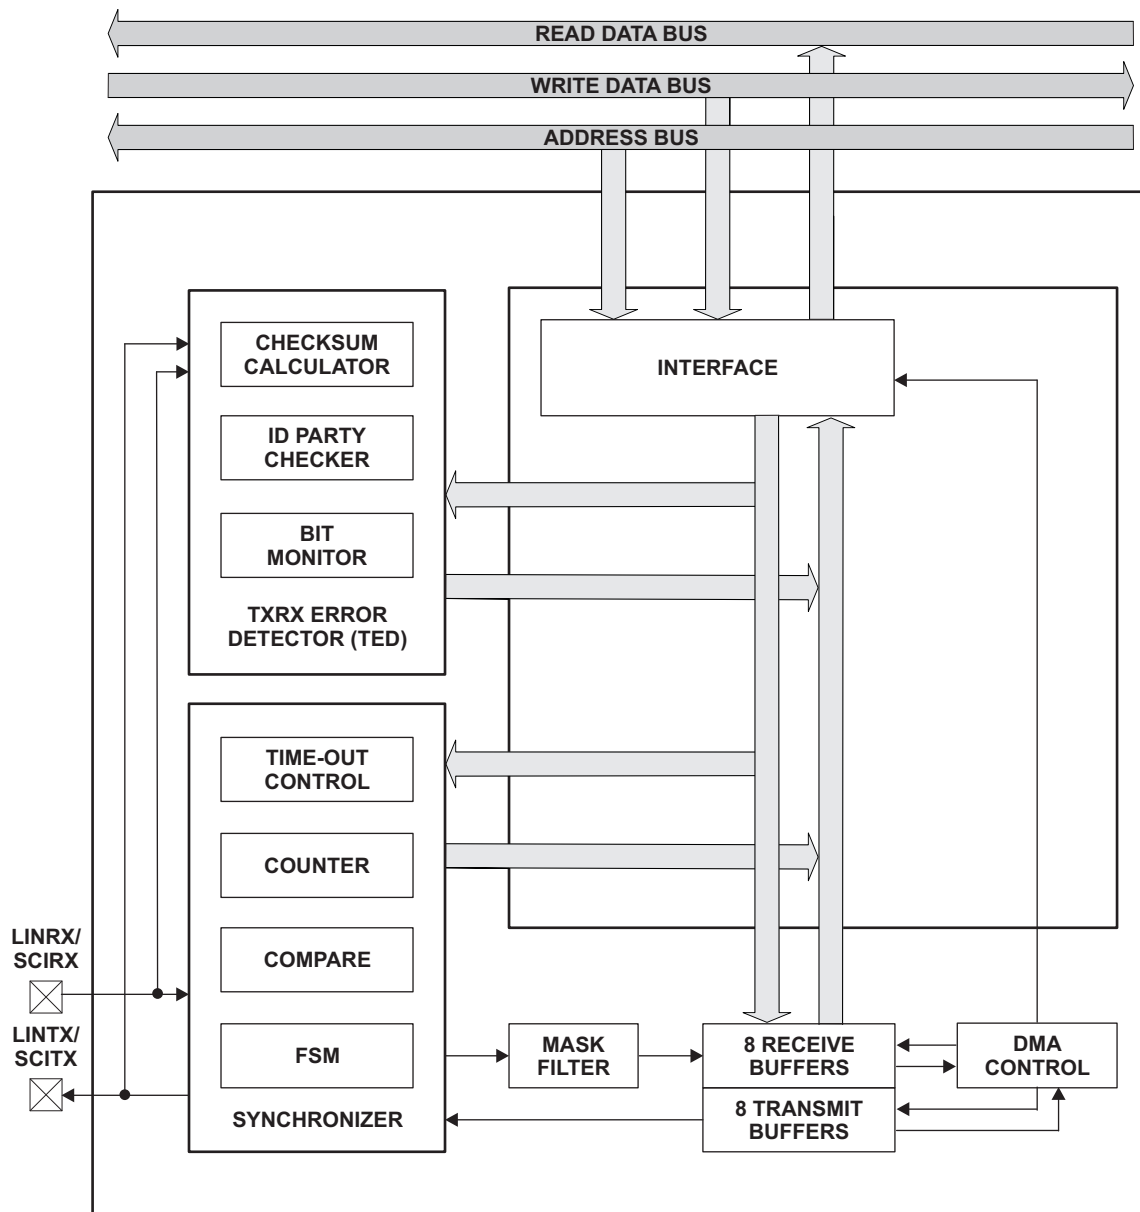 READ DATA BUS
WRITE DATA BUS
ADDRESS BUS
CHECKSUM
CALCULATOR
INTERFACE
ID PARTY
CHECKER
BIT
MONITOR
TXRX ERROR
DETECTOR (TED)
TIME-OUT
CONTROL
COUNTER
COMPARE
LINRX/
SCIRX
LINTX/
SCITX
FSM
SYNCHRONIZER
MASK
FILTER
8 RECEIVE
BUFFERS
8 TRANSMIT
BUFFERS
DMA
CONTROL